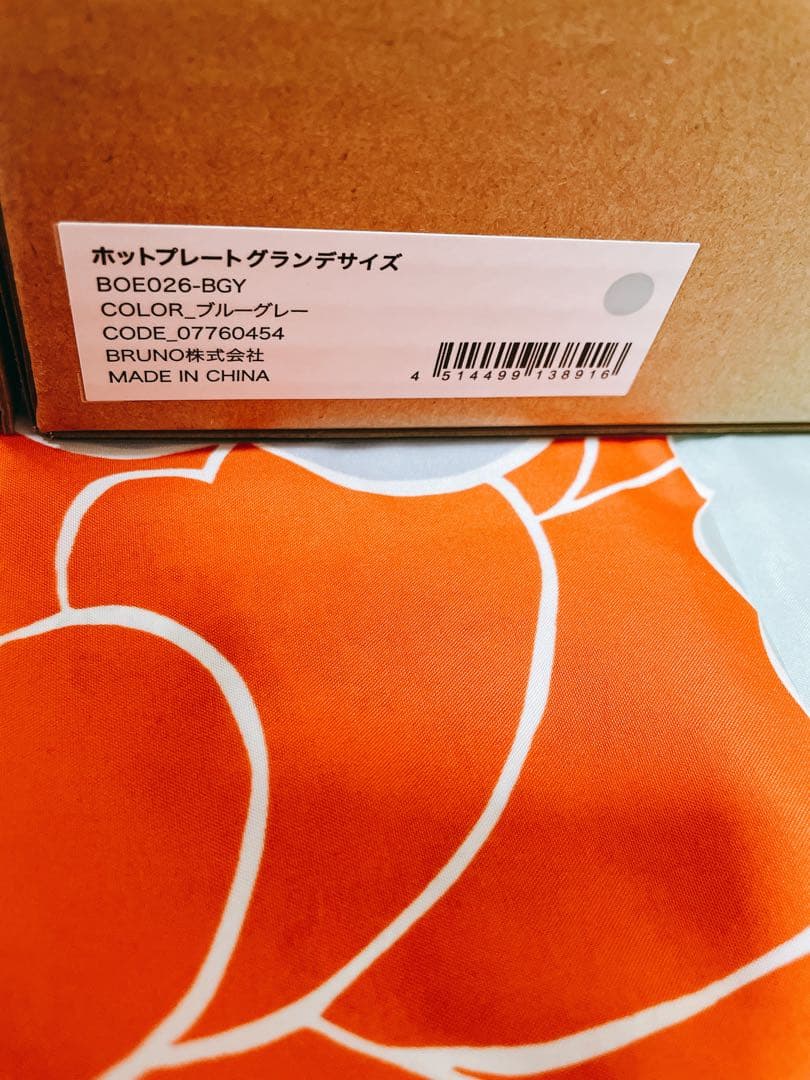 ホットプレートグランデサイズ
BOE026-BGY
COLOR_ブルーグレー
CODE_07760454
BRUNO株式会社
MADE IN CHINA
4 514499 138916